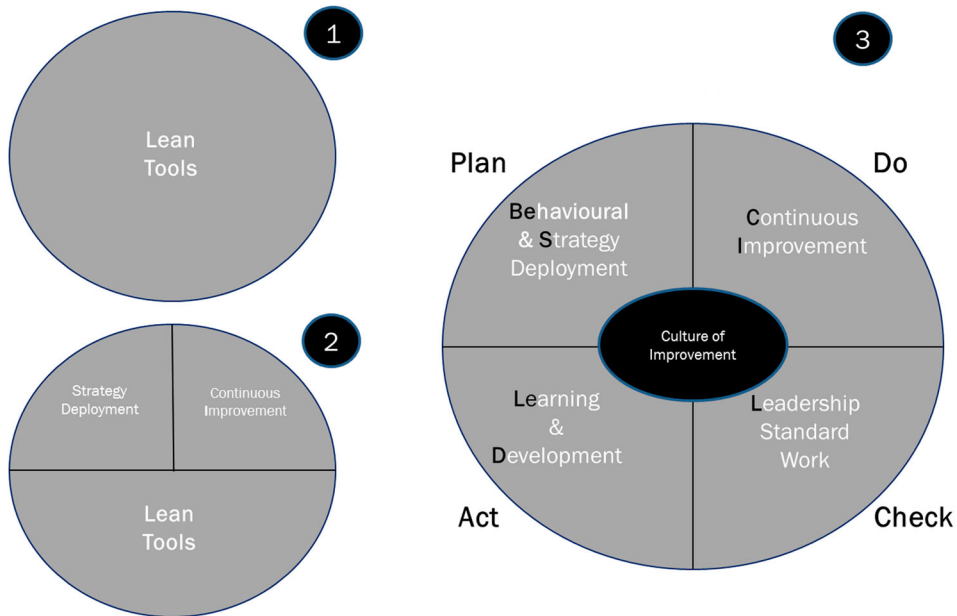 1
Lean
Tools
2
Strategy
Deployment
Continuous
Improvement
Lean
Tools
3
Plan
Do
Behavioural
& Strategy
Deployment
Continuous
Improvement
Culture of
Improvement
Learning
&
Development
Leadership
Standard
Work
Act
Check